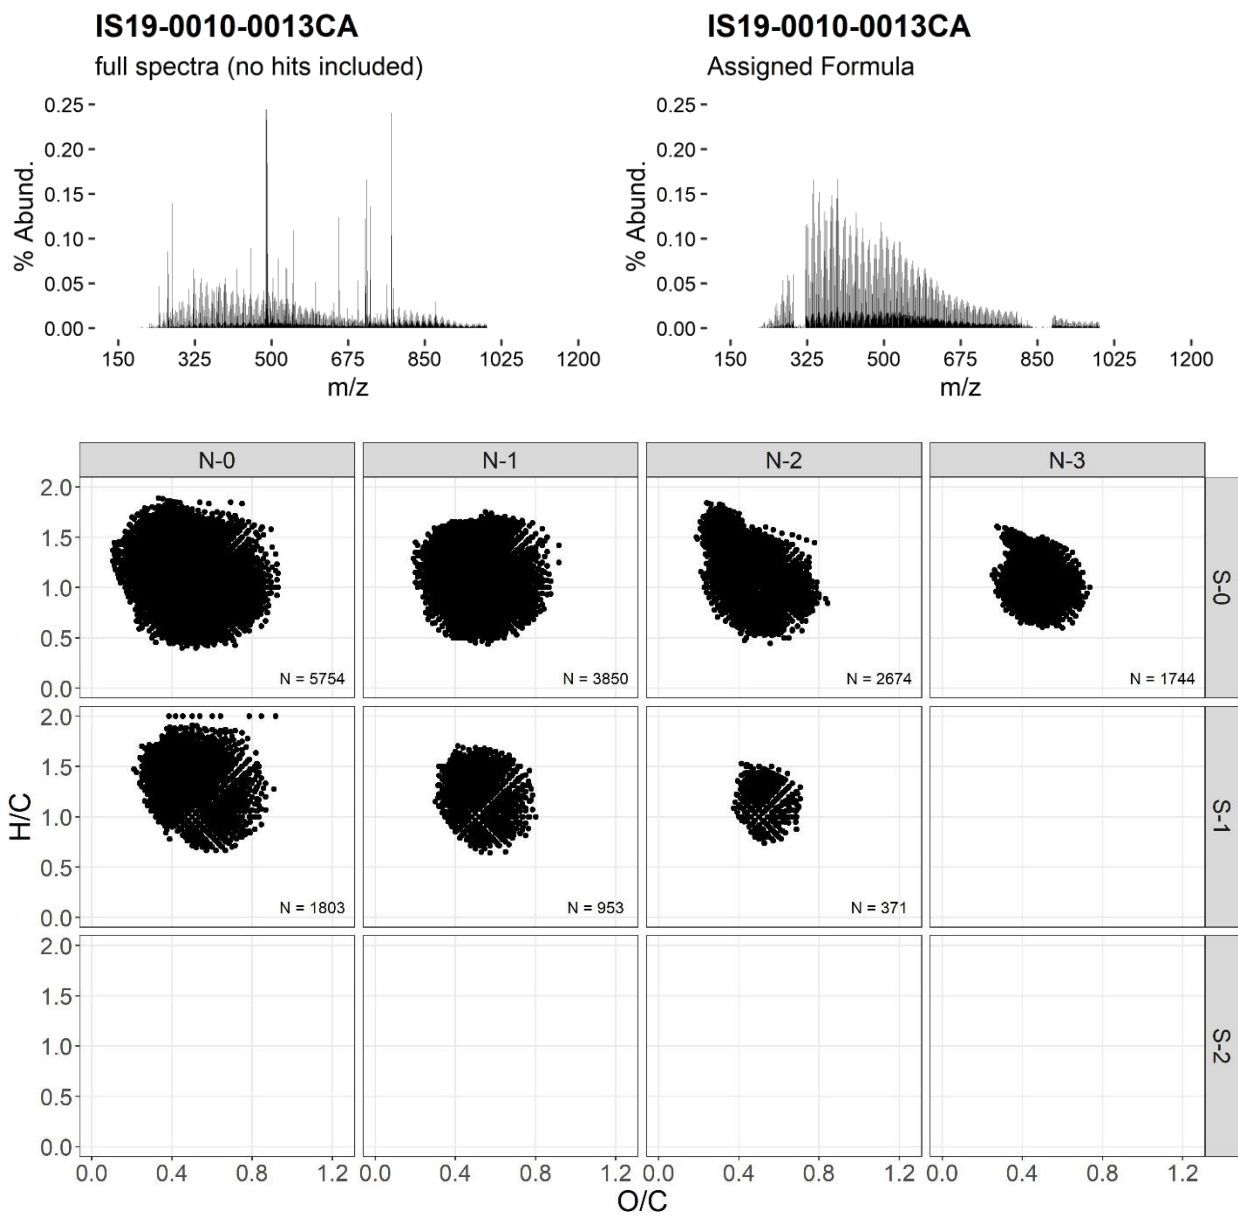 IS19-0010-0013CA
full spectra (no hits included)
% Abund.
0.25
0.20
0.15
0.10
0.05
0.00
150 325 500 675 850 1025 1200
m/z
IS19-0010-0013CA
Assigned Formula
% Abund.
0.25
0.20
0.15
0.10
0.05
0.00
150 325 500 675 850 1025 1200
m/z
N-0 N-1 N-2 N-3
2.0
1.5
1.0
0.5
0.0
N = 5754 N = 3850 N = 2674 N = 1744
S-0
H/C
2.0
1.5
1.0
0.5
0.0
N = 1803 N = 953 N = 371
S-1
2.0
1.5
1.0
0.5
0.0
S-2
0.0 0.4 0.8 1.2 0.0 0.4 0.8 1.2 0.0 0.4 0.8 1.2 0.0 0.4 0.8 1.2
O/C